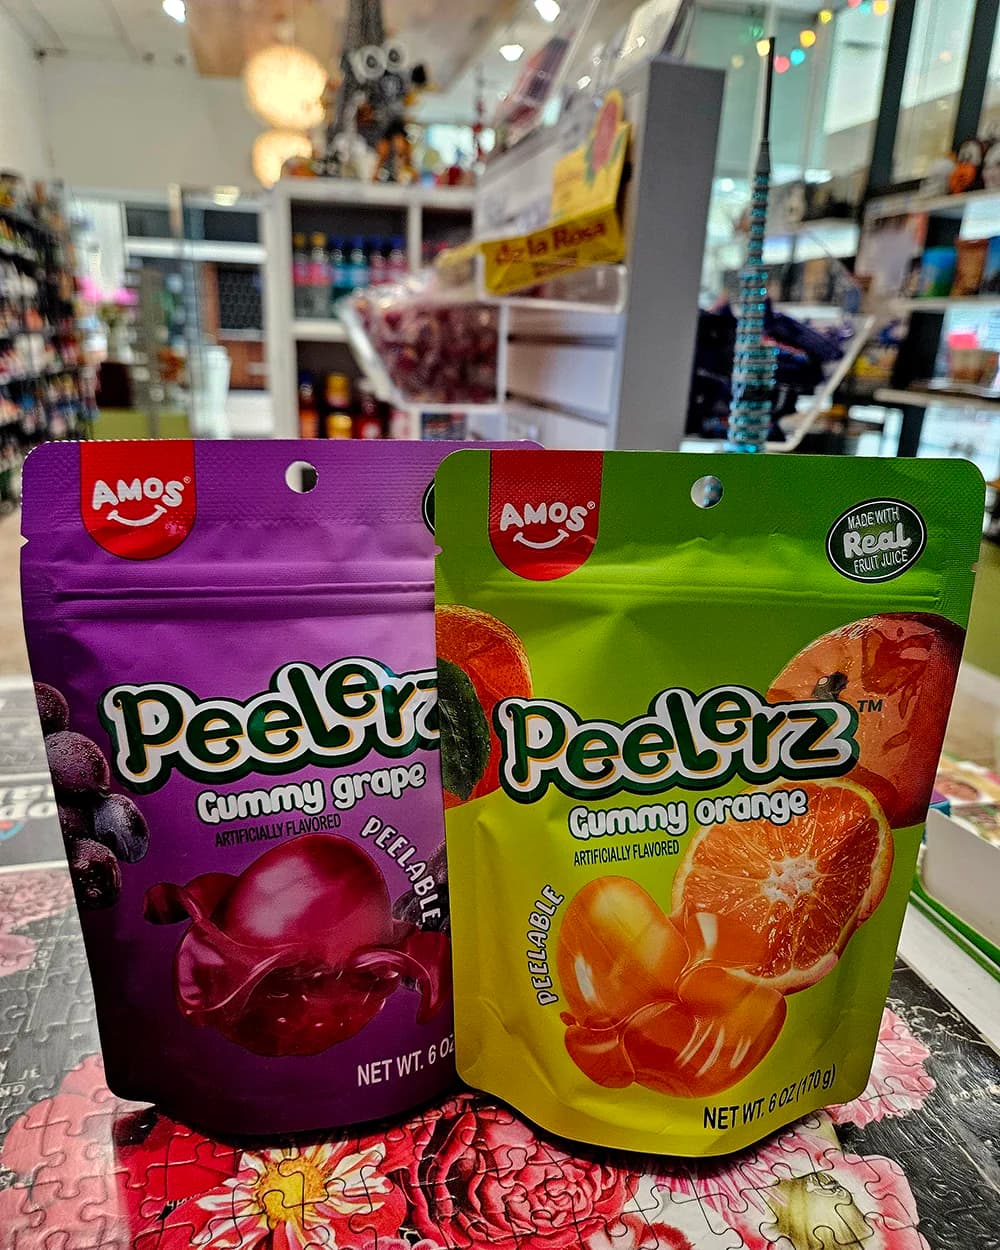 de la Rosa
AMOS®
Peelerz
Gummy grape
ARTIFICIALLY FLAVORED
PEELABLE
NET WT. 6 OZ
AMOS®
MADE WITH
Real
FRUIT JUICE
Peelerz™
Gummy orange
ARTIFICIALLY FLAVORED
PEELABLE
NET WT. 6 OZ (170 g)